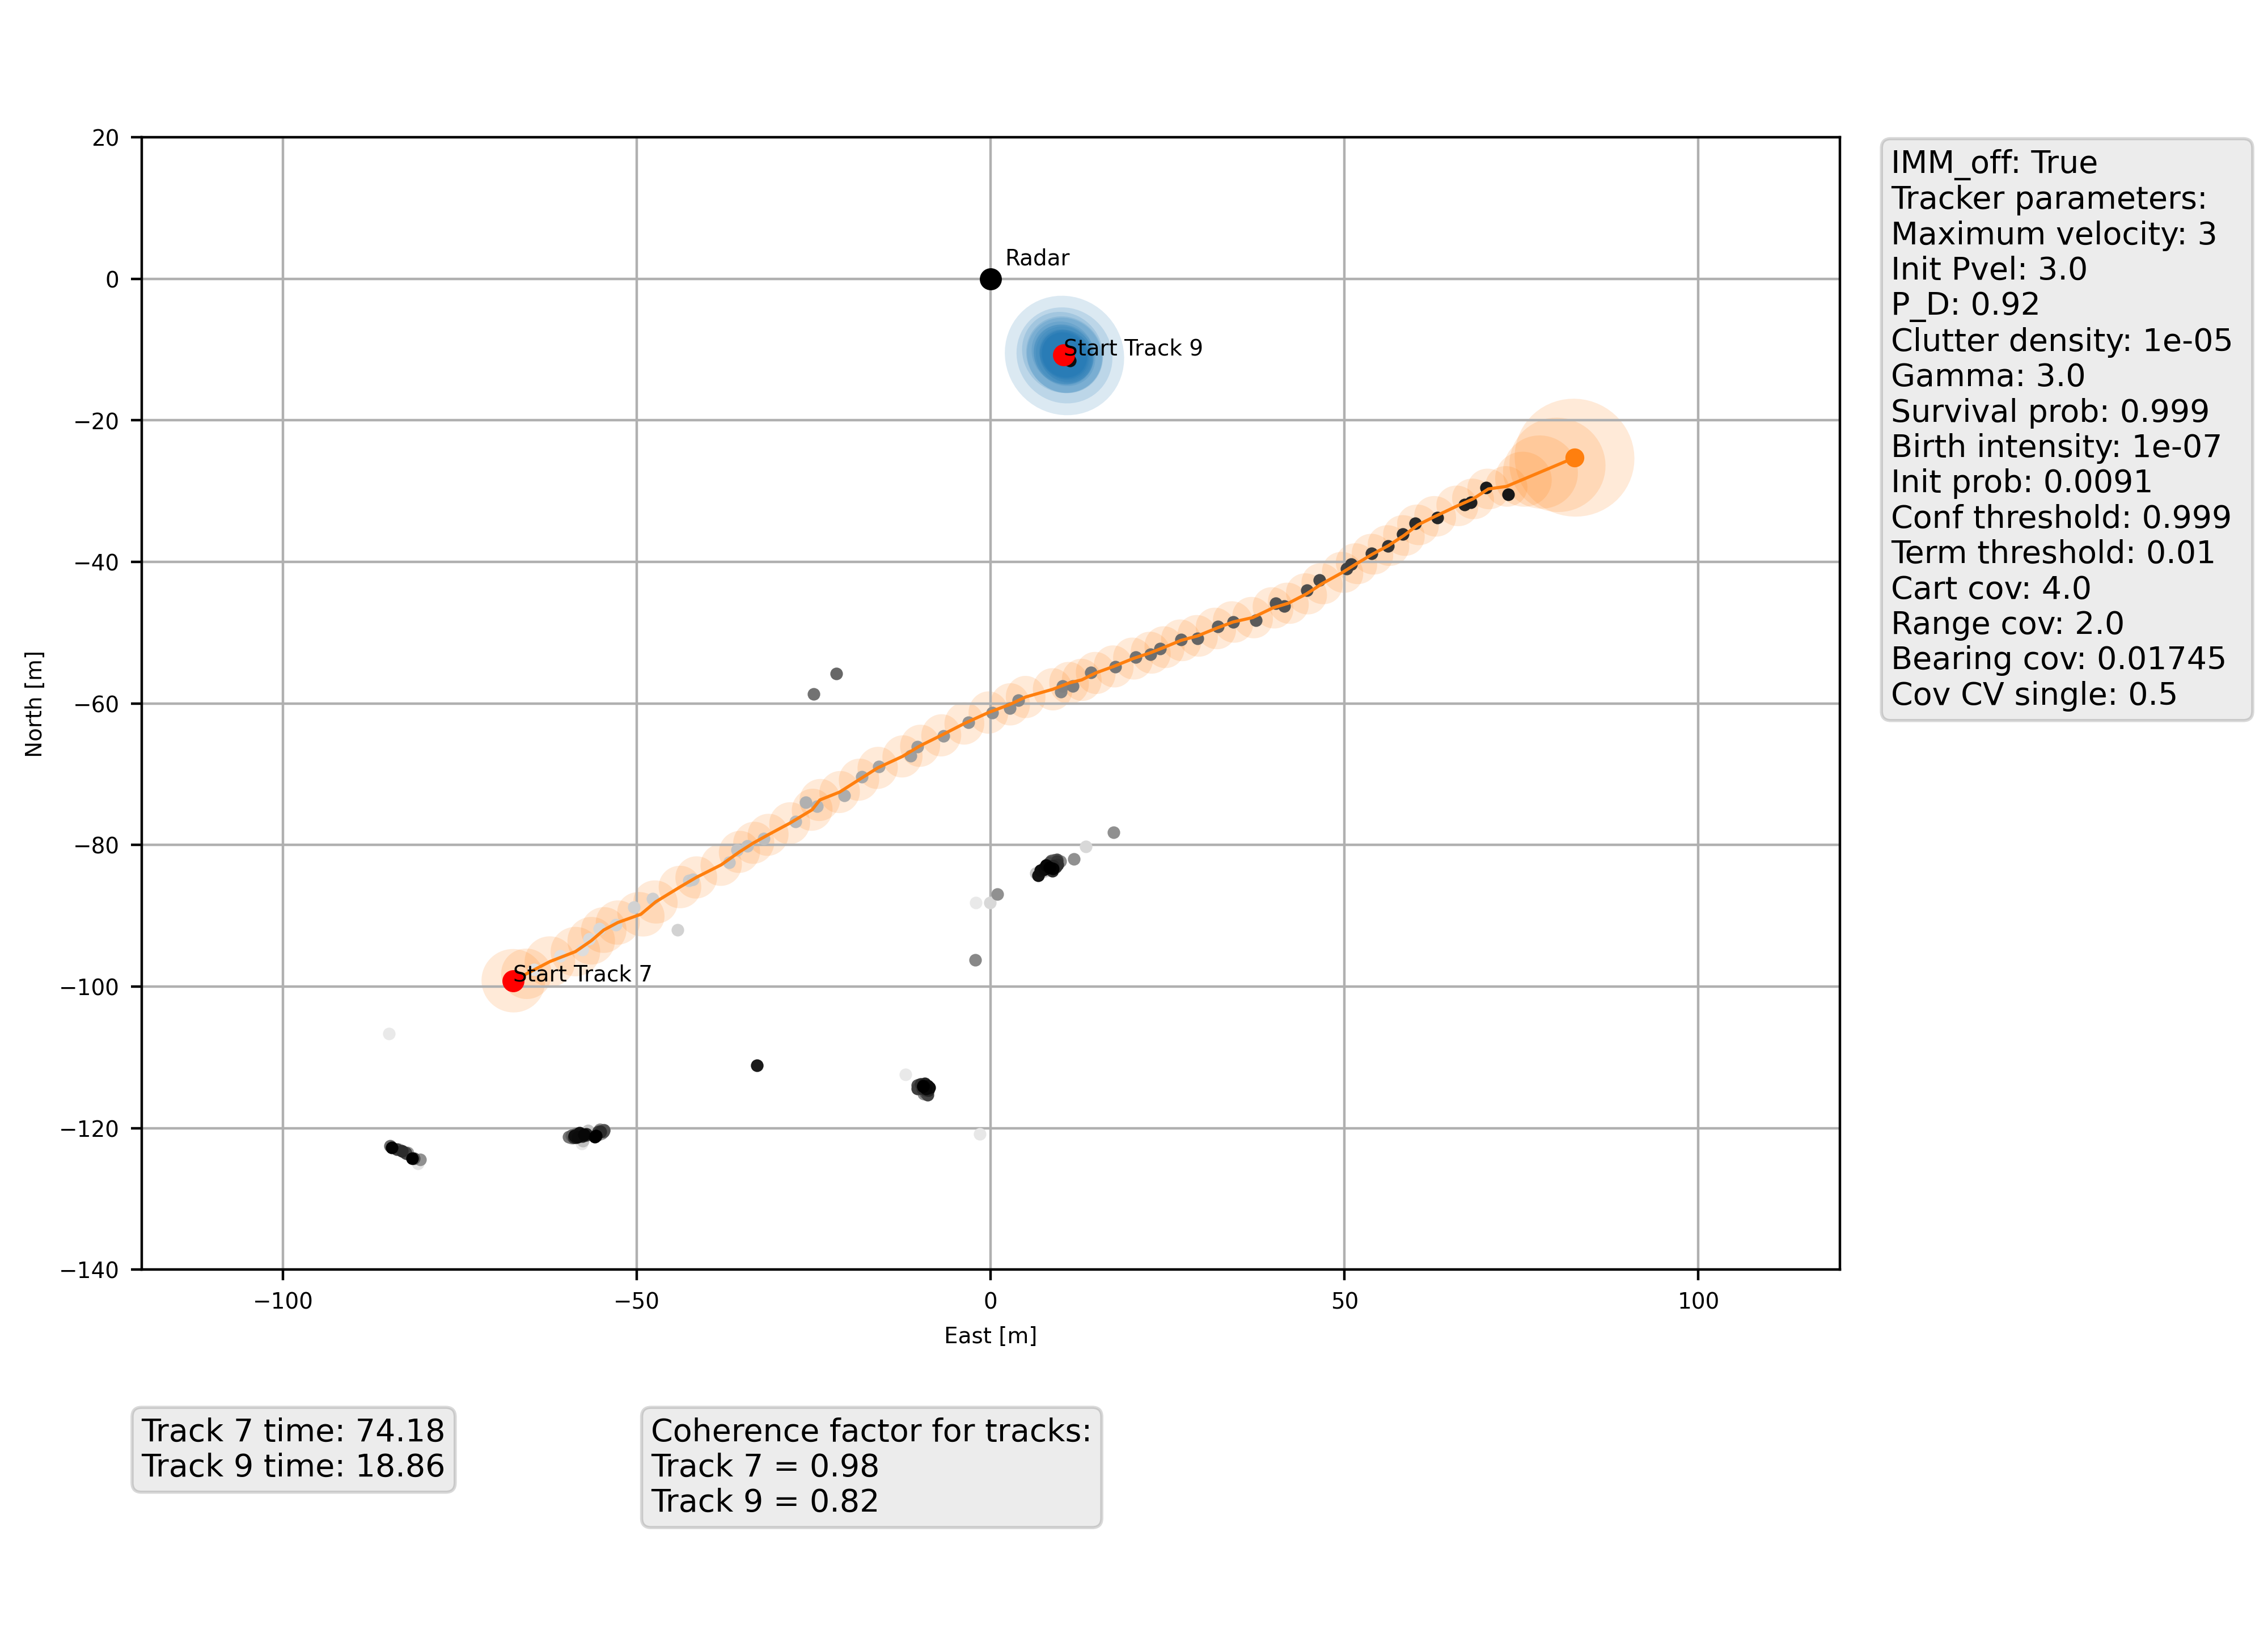 20
0
−20
−40
−60
−80
−100
−120
−140
North [m]
Radar
Start Track 9
Start Track 7
−100
−50
0
50
100
East [m]
IMM_off: True
Tracker parameters:
Maximum velocity: 3
Init Pvel: 3.0
P_D: 0.92
Clutter density: 1e-05
Gamma: 3.0
Survival prob: 0.999
Birth intensity: 1e-07
Init prob: 0.0091
Conf threshold: 0.999
Term threshold: 0.01
Cart cov: 4.0
Range cov: 2.0
Bearing cov: 0.01745
Cov CV single: 0.5
Track 7 time: 74.18
Track 9 time: 18.86
Coherence factor for tracks:
Track 7 = 0.98
Track 9 = 0.82